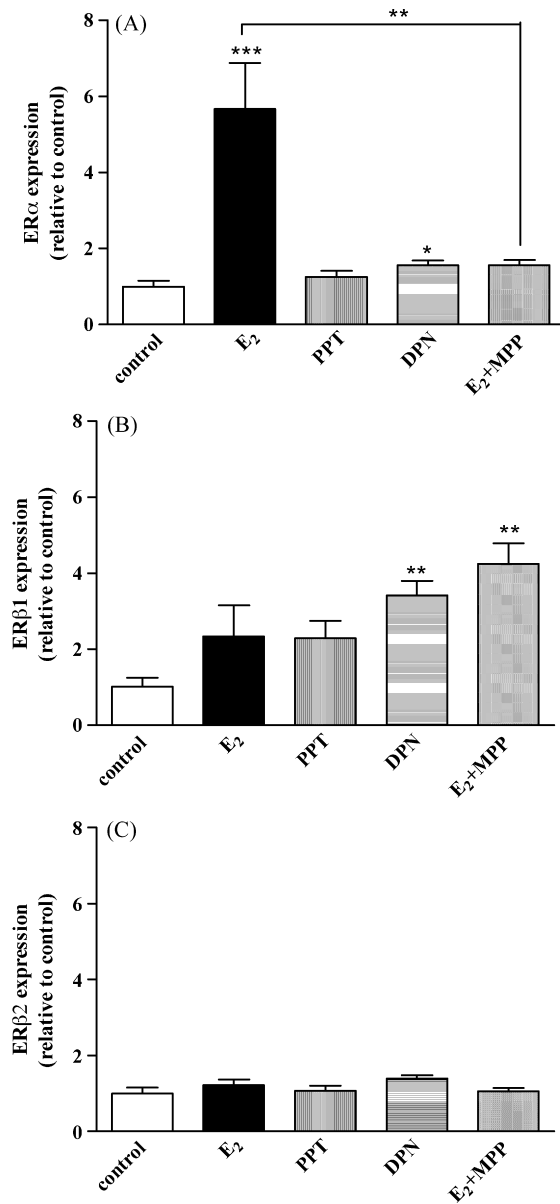 (A)
ERα expression
(relative to control)
8
6
4
2
0
***
**
*
control
E2
PPT
DPN
E2+MPP
(B)
ERβ1 expression
(relative to control)
8
6
4
2
0
**
**
control
E2
PPT
DPN
E2+MPP
(C)
ERβ2 expression
(relative to control)
8
6
4
2
0
control
E2
PPT
DPN
E2+MPP